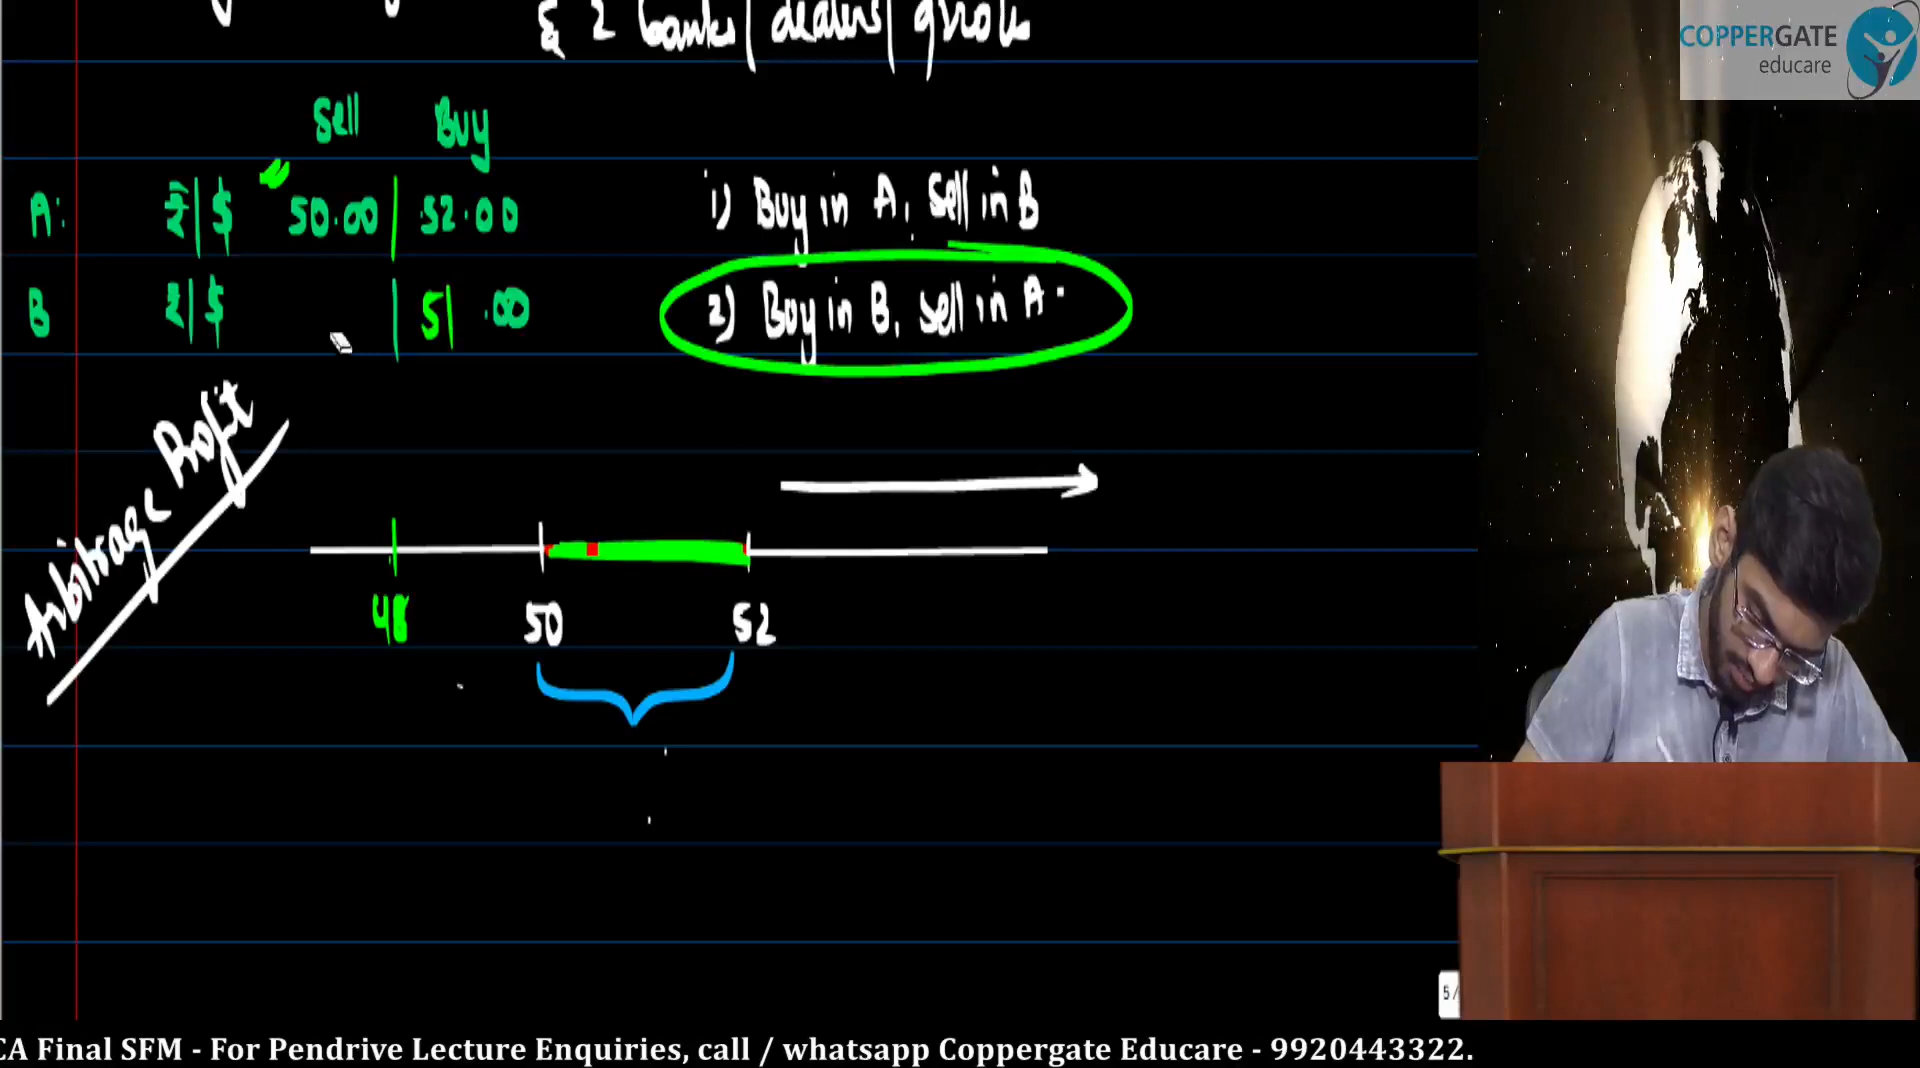 & 2 banks | dealers | quote
COPPERGATE
educare
Sell Buy
A: ₹|$ 50.00 | 52.00
1) Buy in A, Sell in B
B ₹|$ | 51.00
2) Buy in B, Sell in A.
Arbitrage Profit
48 50 52
5/
CA Final SFM - For Pendrive Lecture Enquiries, call / whatsapp Coppergate Educare - 9920443322.